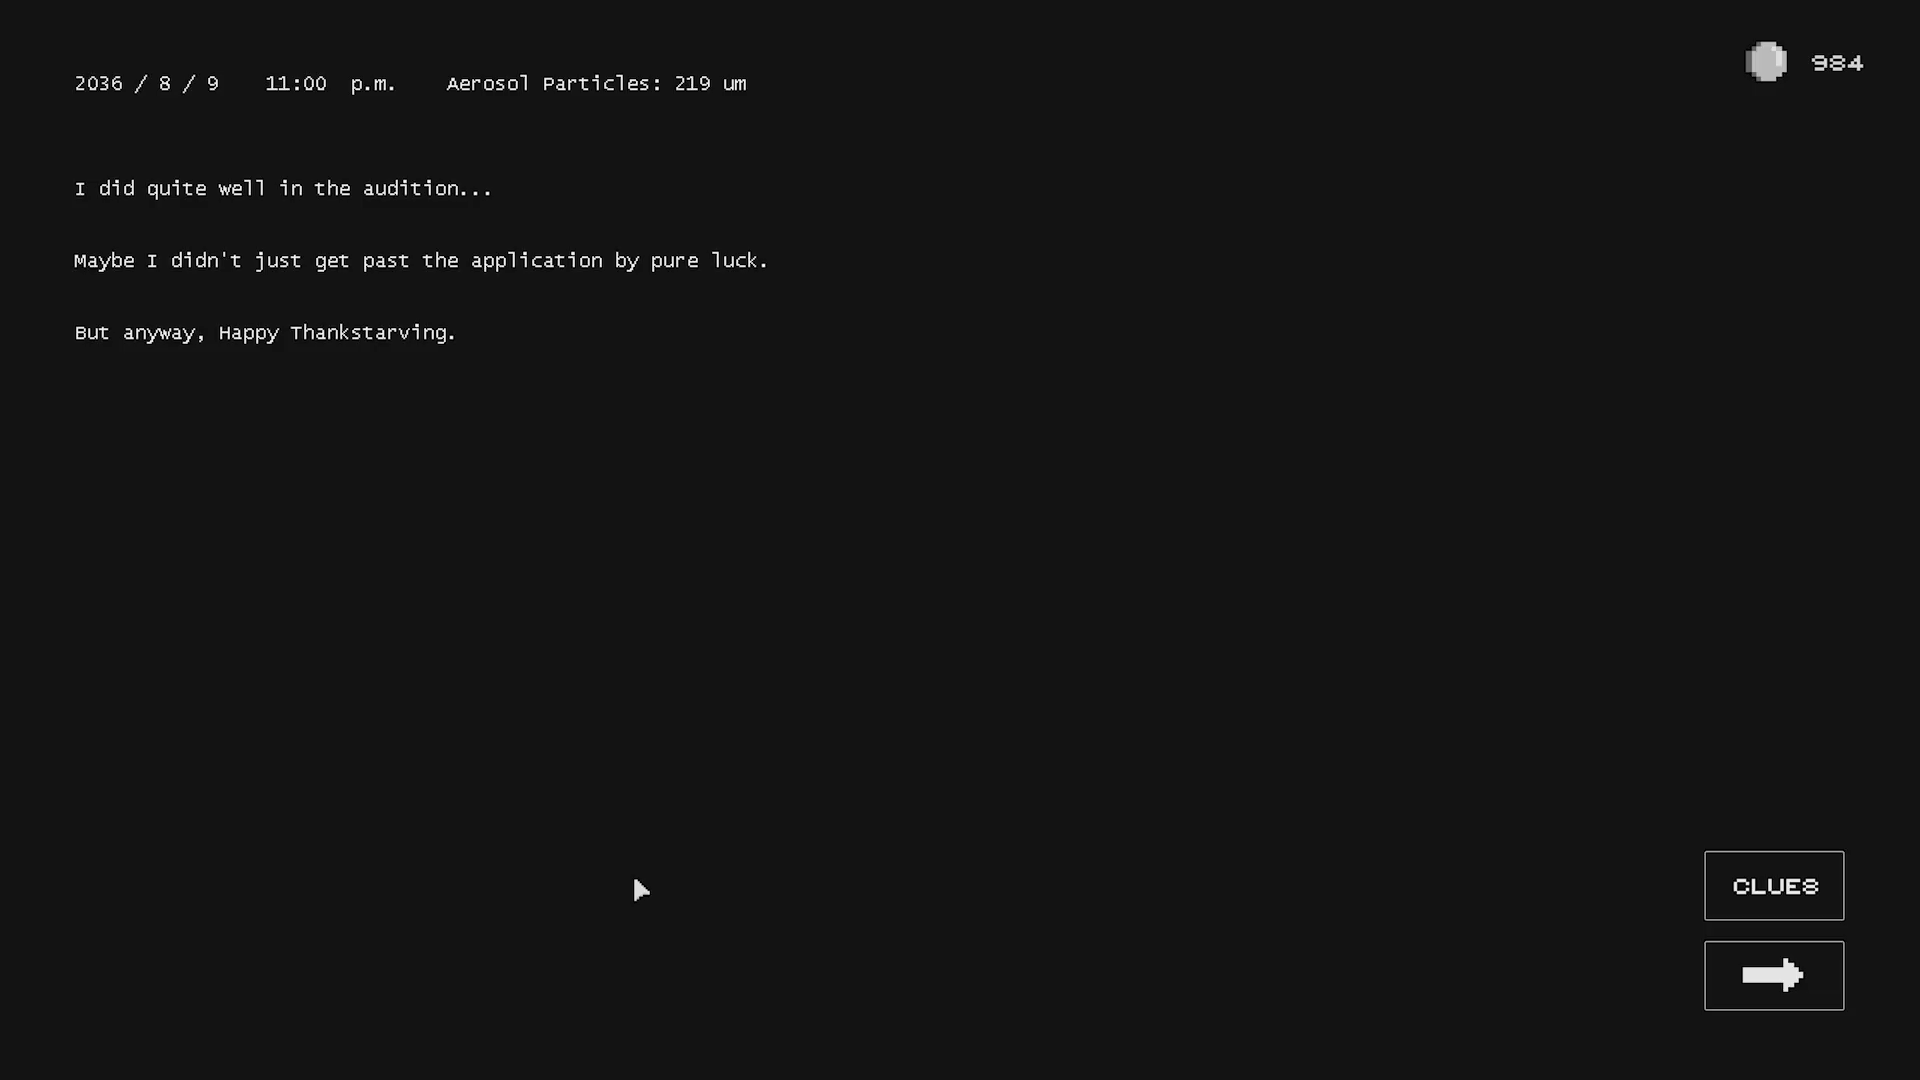 984
2036 / 8 / 9 11:00 p.m. Aerosol Particles: 219 um
I did quite well in the audition...
Maybe I didn't just get past the application by pure luck.
But anyway, Happy Thankstarving.
CLUES